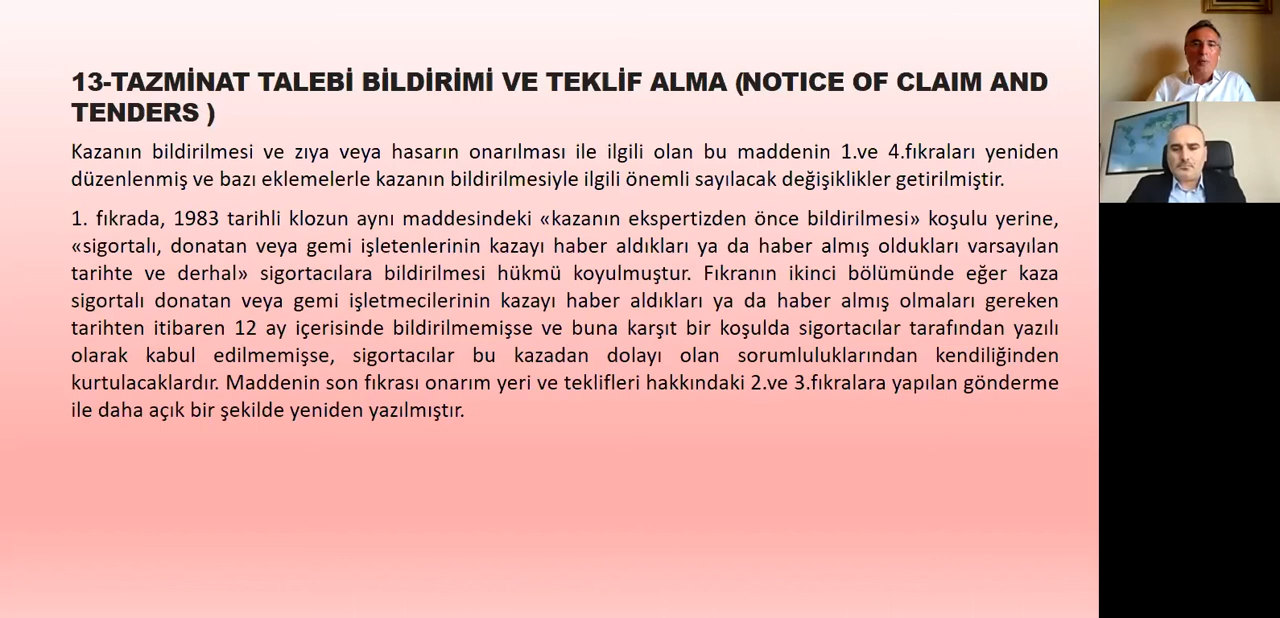 13-TAZMİNAT TALEBİ BİLDİRİMİ VE TEKLİF ALMA (NOTICE OF CLAIM AND
TENDERS )
Kazanın bildirilmesi ve zıya veya hasarın onarılması ile ilgili olan bu maddenin 1.ve 4.fıkraları yeniden
düzenlenmiş ve bazı eklemelerle kazanın bildirilmesiyle ilgili önemli sayılacak değişiklikler getirilmiştir.
1. fıkrada, 1983 tarihli klozun aynı maddesindeki «kazanın ekspertizden önce bildirilmesi» koşulu yerine,
«sigortalı, donatan veya gemi işletenlerinin kazayı haber aldıkları ya da haber almış oldukları varsayılan
tarihte ve derhal» sigortacılara bildirilmesi hükmü koyulmuştur. Fıkranın ikinci bölümünde eğer kaza
sigortalı donatan veya gemi işletmecilerinin kazayı haber aldıkları ya da haber almış olmaları gereken
tarihten itibaren 12 ay içerisinde bildirilmemişse ve buna karşıt bir koşulda sigortacılar tarafından yazılı
olarak kabul edilmemişse, sigortacılar bu kazadan dolayı olan sorumluluklarından kendiliğinden
kurtulacaklardır. Maddenin son fıkrası onarım yeri ve teklifleri hakkındaki 2.ve 3.fıkralara yapılan gönderme
ile daha açık bir şekilde yeniden yazılmıştır.